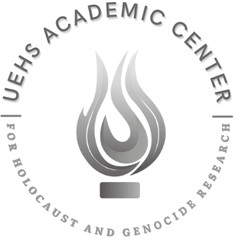 UEHS ACADEMIC CENTER
| FOR HOLOCAUST AND GENOCIDE RESEARCH |